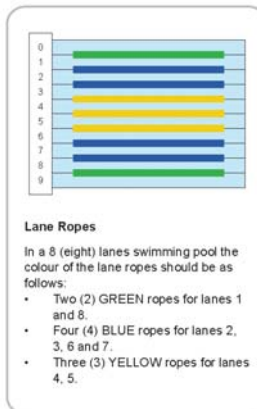 0
1
2
3
4
5
6
7
8
9
Lane Ropes
In a 8 (eight) lanes swimming pool the
colour of the lane ropes should be as
follows:
• Two (2) GREEN ropes for lanes 1
and 8.
• Four (4) BLUE ropes for lanes 2,
3, 6 and 7.
• Three (3) YELLOW ropes for lanes
4, 5.